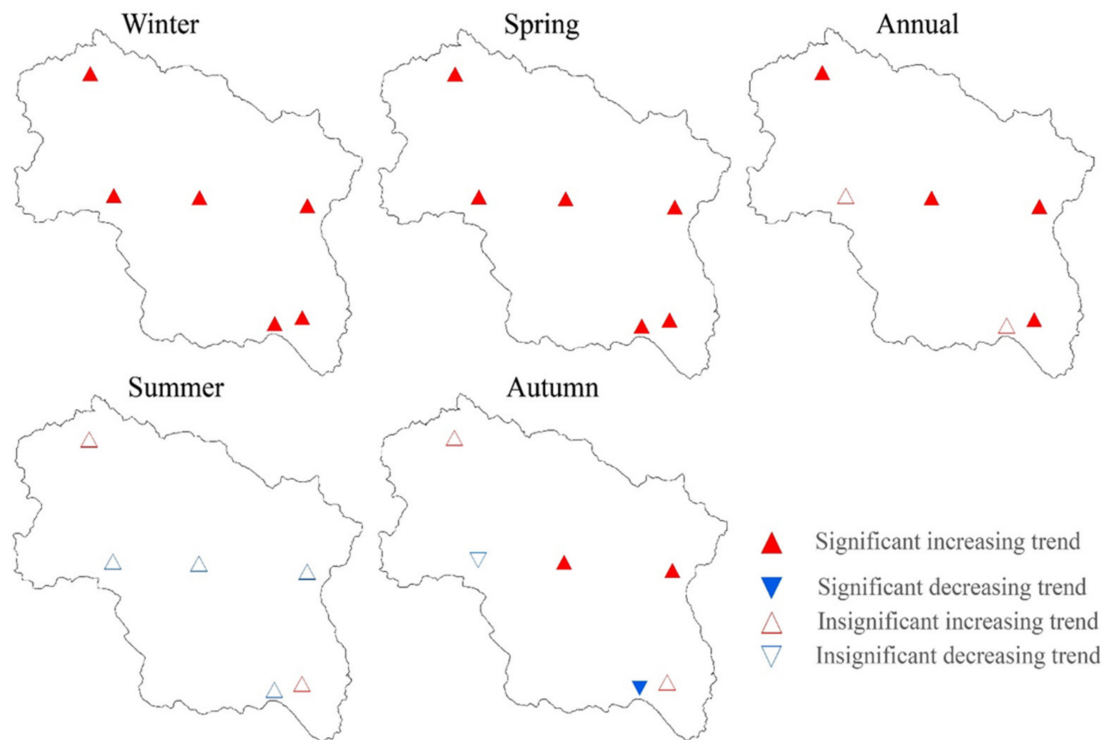 Winter
Spring
Annual
Summer
Autumn
Significant increasing trend
Significant decreasing trend
Insignificant increasing trend
Insignificant decreasing trend